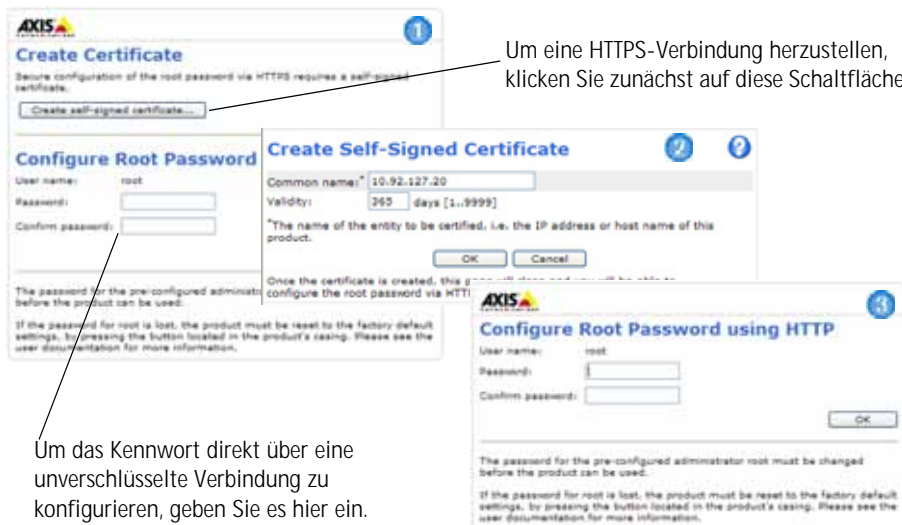 AXIS
1
Create Certificate
Secure configuration of the root password via HTTPS requires a self-signed
certificate.
Create self-signed certificate...
Um eine HTTPS-Verbindung herzustellen,
klicken Sie zunächst auf diese Schaltfläche
Configure Root Password
User name: root
Password:
Confirm password:
The password for the pre-configured administ
before the product can be used.
If the password for root is lost, the product must be reset to the factory default
settings, by pressing the button located in the product's casing. Please see the
user documentation for more information.
Create Self-Signed Certificate
2
?
Common name:* 10.92.127.20
Validity: 365 days [1..9999]
*The name of the entity to be certified, i.e. the IP address or host name of this
product.
OK Cancel
Once the certificate is created, this page will close and you will be able to
configure the root password via HTT
AXIS
3
Configure Root Password using HTTP
User name: root
Password:
Confirm password:
OK
The password for the pre-configured administrator root must be changed
before the product can be used.
If the password for root is lost, the product must be reset to the factory default
settings, by pressing the button located in the product's casing. Please see the
user documentation for more information.
Um das Kennwort direkt über eine
unverschlüsselte Verbindung zu
konfigurieren, geben Sie es hier ein.